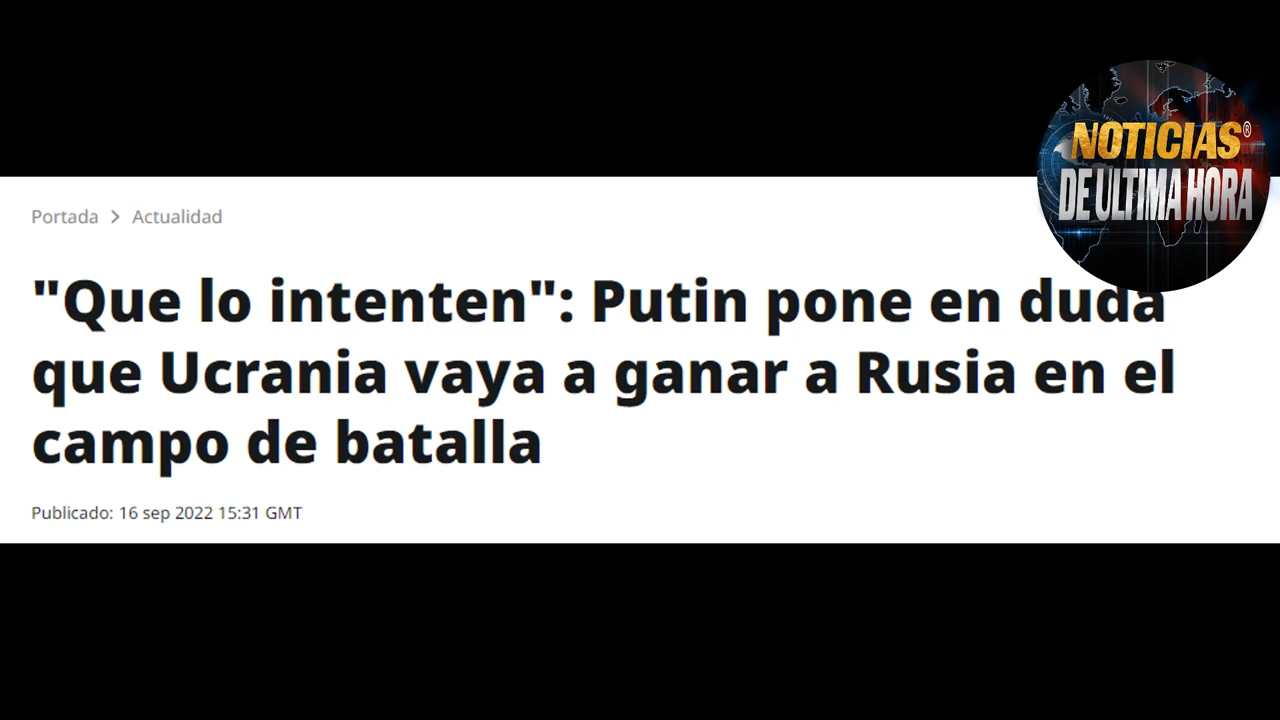 NOTICIAS®
DE ULTIMA HORA
Portada > Actualidad
"Que lo intenten": Putin pone en duda
que Ucrania vaya a ganar a Rusia en el
campo de batalla
Publicado: 16 sep 2022 15:31 GMT